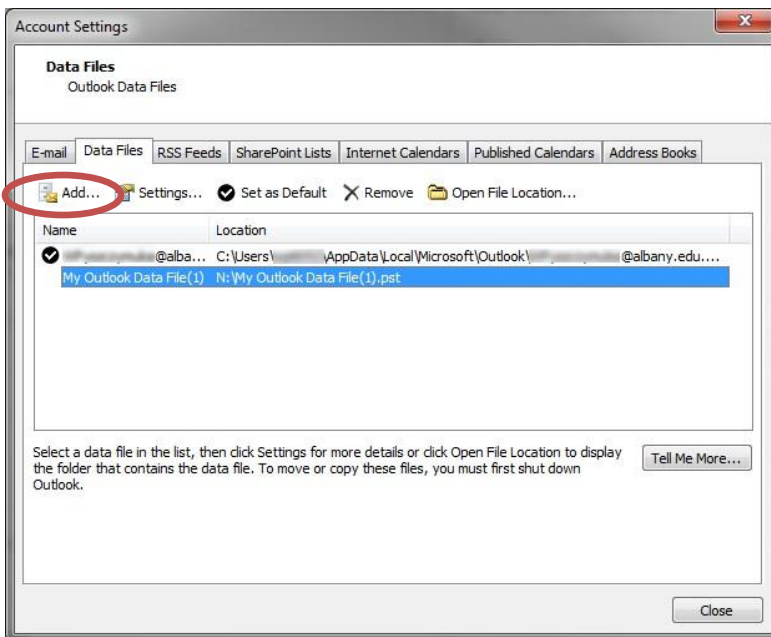 Account Settings
Data Files
Outlook Data Files
E-mail Data Files RSS Feeds SharePoint Lists Internet Calendars Published Calendars Address Books
Add... Settings... Set as Default Remove Open File Location...
Name Location
@alba... C:\Users\ \AppData\Local\Microsoft\Outlook\ @albany.edu....
My Outlook Data File(1) N:\My Outlook Data File(1).pst
Select a data file in the list, then click Settings for more details or click Open File Location to display
the folder that contains the data file. To move or copy these files, you must first shut down
Outlook.
Tell Me More...
Close